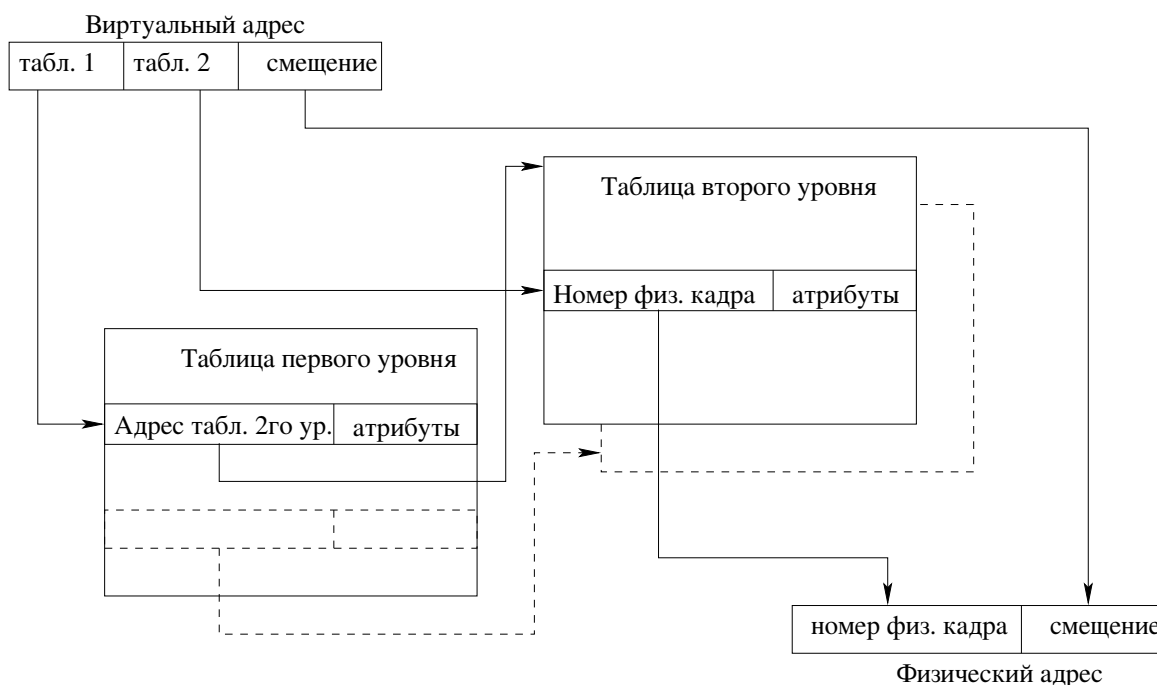 Виртуальный адрес
табл. 1 табл. 2 смещение
Таблица второго уровня
Номер физ. кадра атрибуты
Таблица первого уровня
Адрес табл. 2го ур. атрибуты
номер физ. кадра смещение
Физический адрес